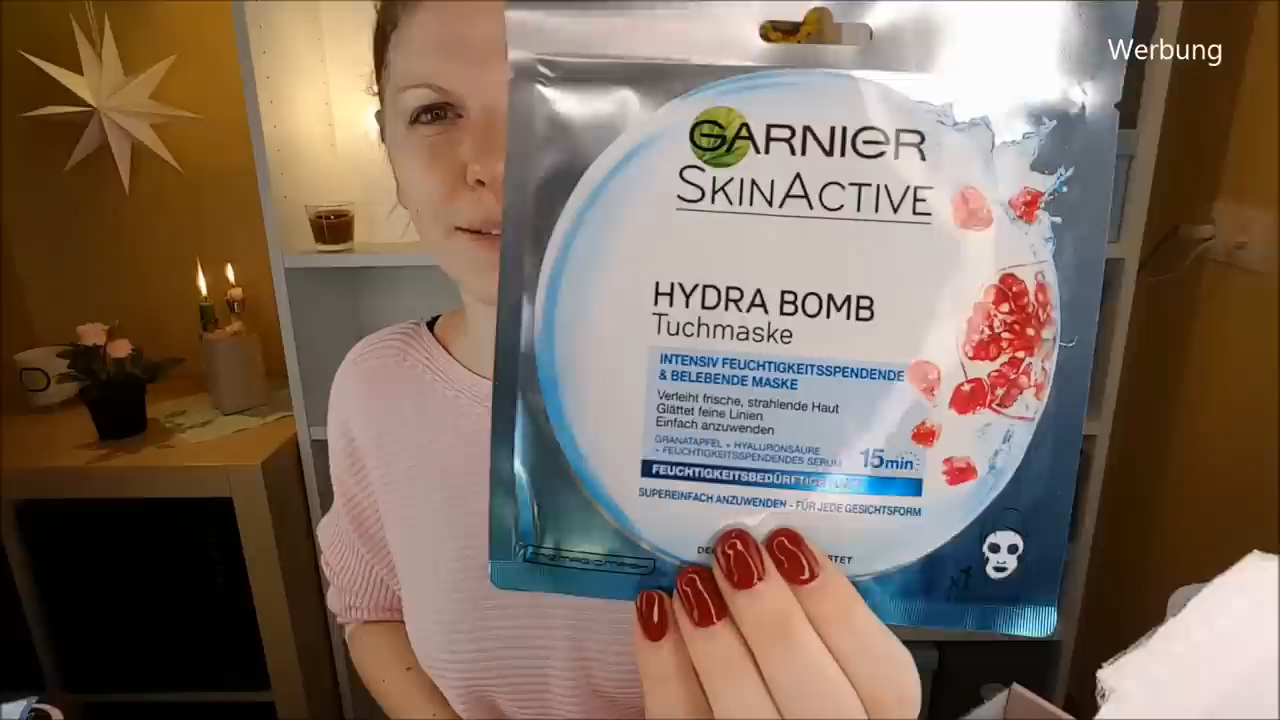 Werbung
GARNIER
SKINACTIVE
HYDRA BOMB
Tuchmaske
INTENSIV FEUCHTIGKEITSSPENDENDE
& BELEBENDE MASKE
Verleiht frische, strahlende Haut
Glättet feine Linien
Einfach anzuwenden
GRANATAPFEL + HYALURONSÄURE
+ FEUCHTIGKEITSSPENDENDES SERUM
15min
FEUCHTIGKEITSBEDÜRFTIGE
SUPEREINFACH ANZUWENDEN - FÜR JEDE GESICHTSFORM